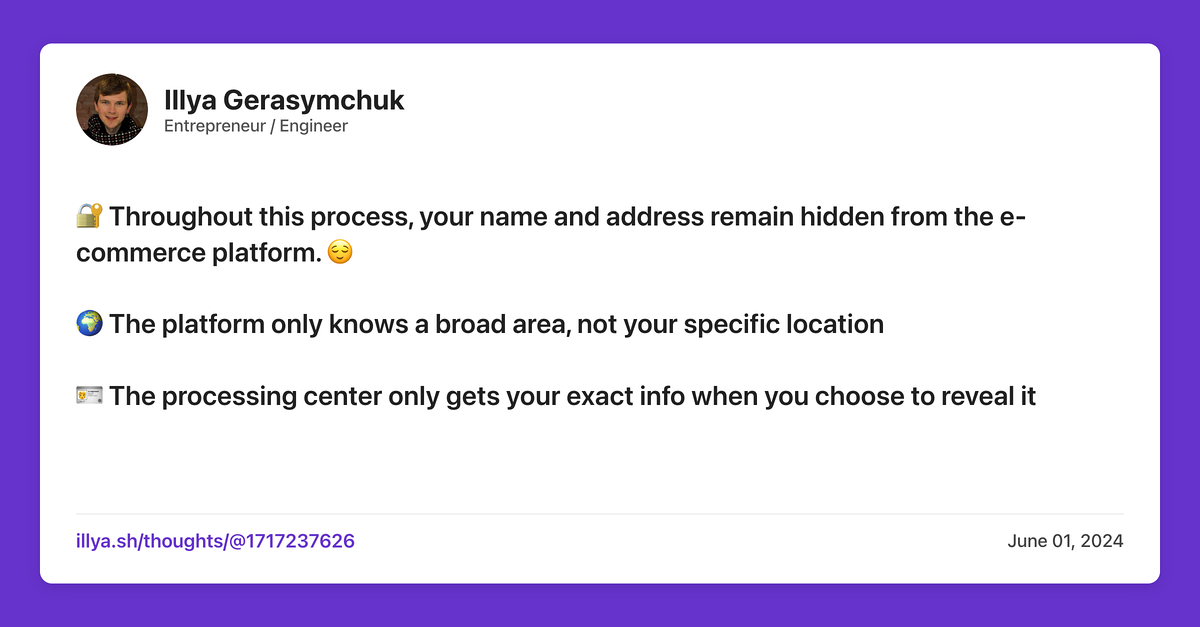 Illya Gerasymchuk
Entrepreneur / Engineer
🔐 Throughout this process, your name and address remain hidden from the e-
commerce platform. 😌
🌍 The platform only knows a broad area, not your specific location
🪪 The processing center only gets your exact info when you choose to reveal it
illya.sh/thoughts/@1717237626
June 01, 2024